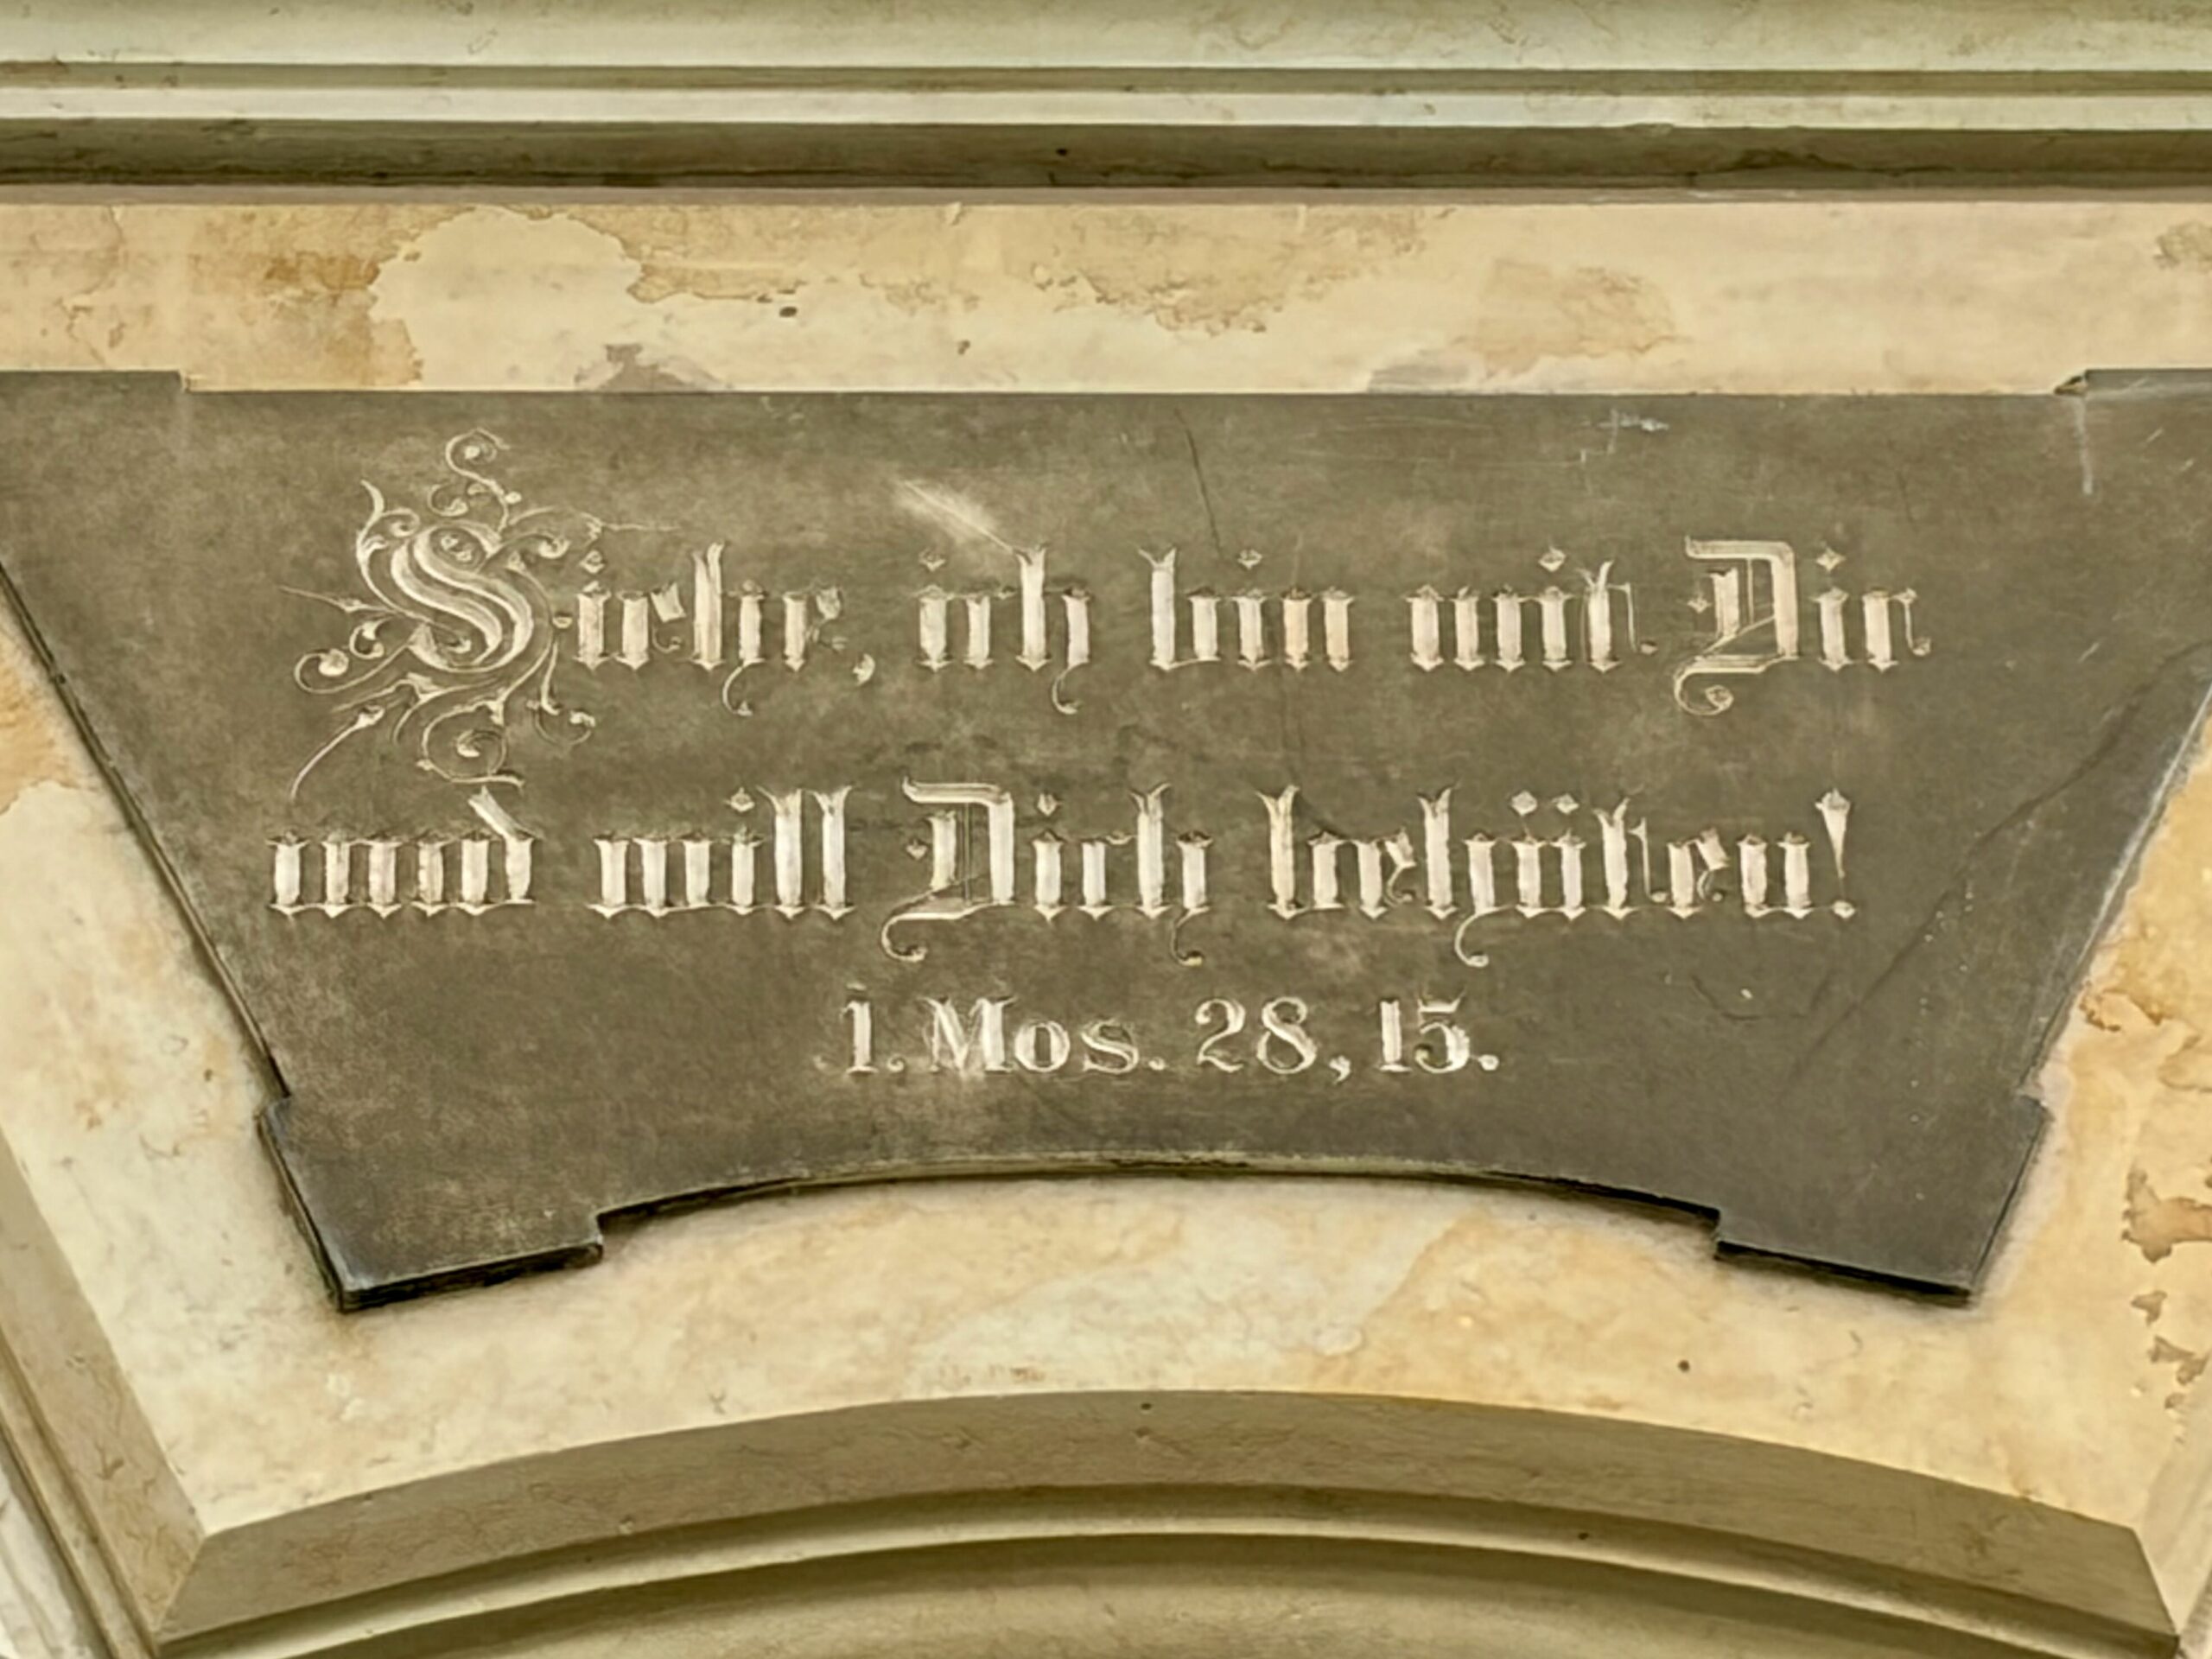 Siehe, ich bin mit Dir
und will Dich behüten!
1. Mos. 28, 15.